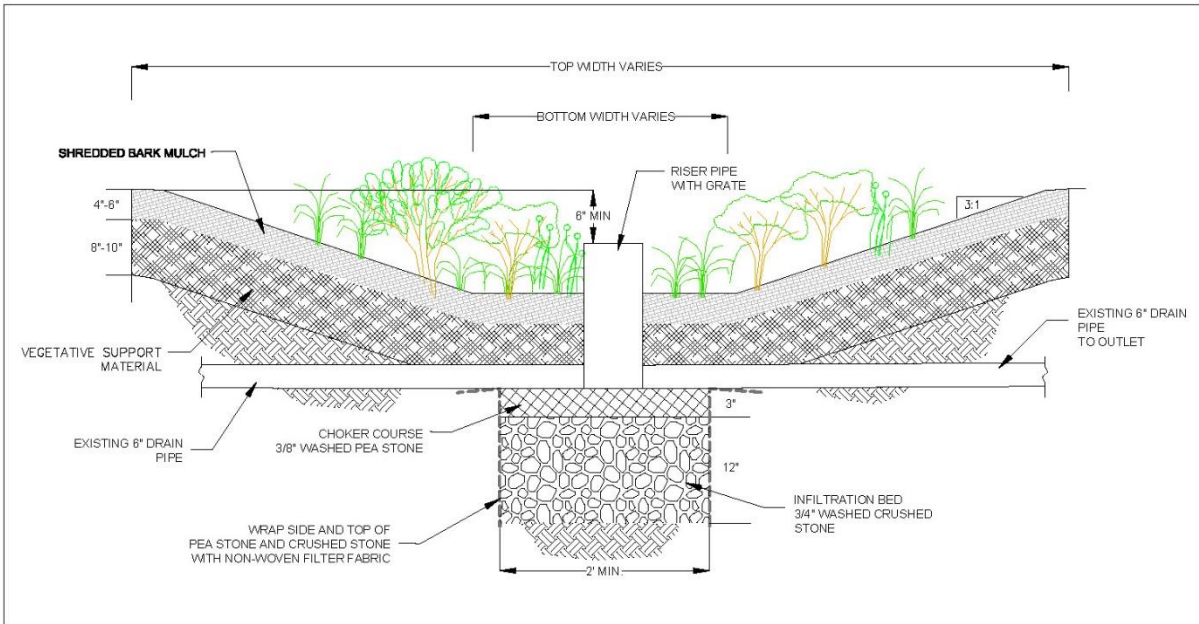 TOP WIDTH VARIES
BOTTOM WIDTH VARIES
SHREDDED BARK MULCH
RISER PIPE
WITH GRATE
4"-6"
6" MIN
3:1
8"-10"
EXISTING 6" DRAIN
PIPE
TO OUTLET
VEGETATIVE SUPPORT
MATERIAL
3"
CHOKER COURSE
3/8" WASHED PEA STONE
EXISTING 6" DRAIN
PIPE
12"
INFILTRATION BED
3/4" WASHED CRUSHED
STONE
WRAP SIDE AND TOP OF
PEA STONE AND CRUSHED STONE
WITH NON-WOVEN FILTER FABRIC
2' MIN.